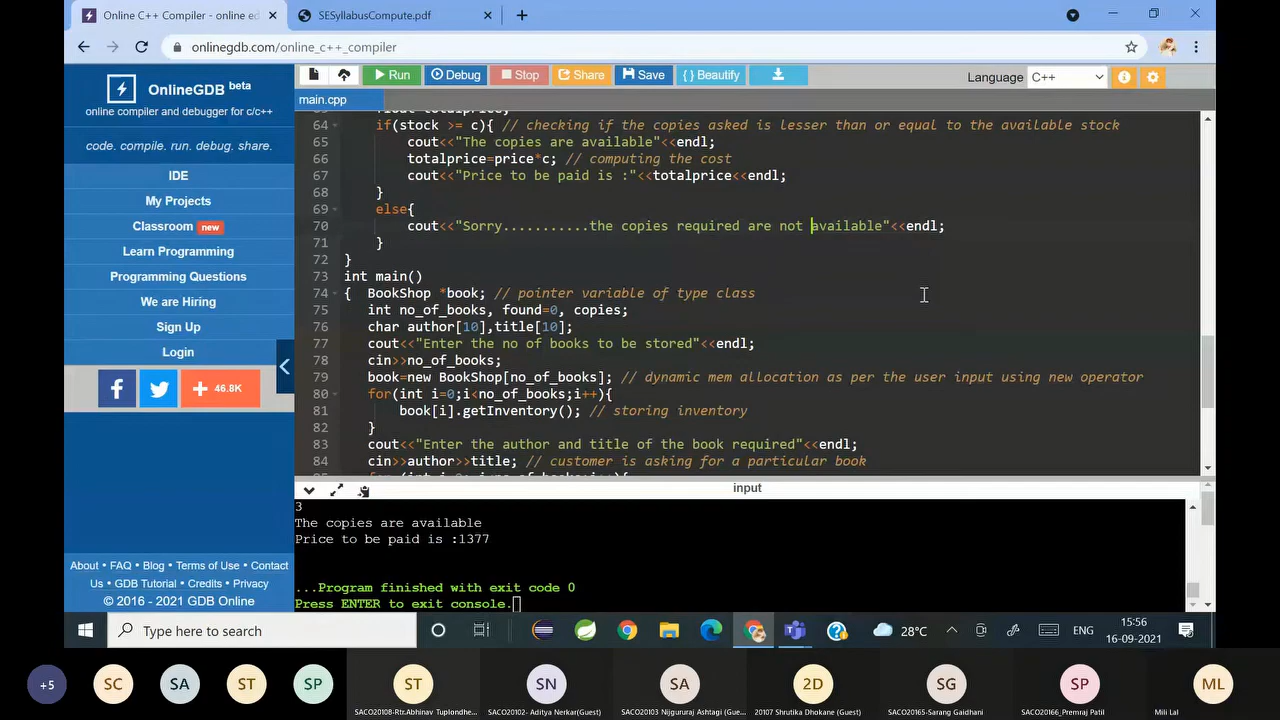 Online C++ Compiler - online ed
SESyllabusCompute.pdf
onlinegdb.com/online_c++_compiler
OnlineGDB beta
online compiler and debugger for c/c++
code. compile. run. debug. share.
IDE
My Projects
Classroom new
Learn Programming
Programming Questions
We are Hiring
Sign Up
Login
46.8K
About • FAQ • Blog • Terms of Use • Contact
Us • GDB Tutorial • Credits • Privacy
© 2016 - 2021 GDB Online
Run Debug Stop Share Save { } Beautify Language C++
main.cpp
64 if(stock >= c){ // checking if the copies asked is lesser than or equal to the available stock
65 cout<<"The copies are available"<<endl;
66 totalprice=price*c; // computing the cost
67 cout<<"Price to be paid is :"<<totalprice<<endl;
68 }
69 else{
70 cout<<"Sorry...........the copies required are not available"<<endl;
71 }
72 }
73 int main()
74 { BookShop *book; // pointer variable of type class
75 int no_of_books, found=0, copies;
76 char author[10],title[10];
77 cout<<"Enter the no of books to be stored"<<endl;
78 cin>>no_of_books;
79 book=new BookShop[no_of_books]; // dynamic mem allocation as per the user input using new operator
80 for(int i=0;i<no_of_books;i++){
81 book[i].getInventory(); // storing inventory
82 }
83 cout<<"Enter the author and title of the book required"<<endl;
84 cin>>author>>title; // customer is asking for a particular book
input
3
The copies are available
Price to be paid is :1377
...Program finished with exit code 0
Press ENTER to exit console.
Type here to search
28°C
ENG
15:56
16-09-2021
+5 SC SA ST SP ST SN SA 2D SG SP ML
SACO20108-Rtr.Abhinav Tuplondhe...
SACO20102- Aditya Nerkar(Guest)
SACO20103 Nijgururaj Ashtagi (Gue...
20107 Shrutika Dhokane (Guest)
SACO20165-Sarang Gaidhani
SACO20166_Premraj Patil
Mili Lal